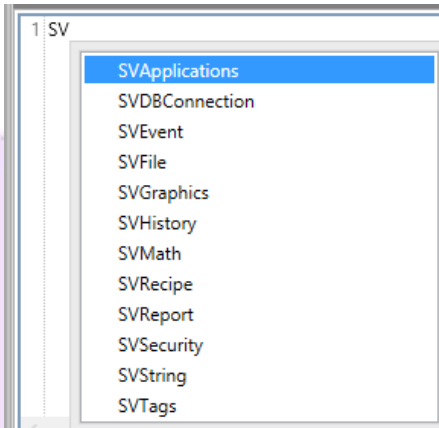 1 SV
SVApplications
SVDBConnection
SVEvent
SVFile
SVGraphics
SVHistory
SVMath
SVRecipe
SVReport
SVSecurity
SVString
SVTags